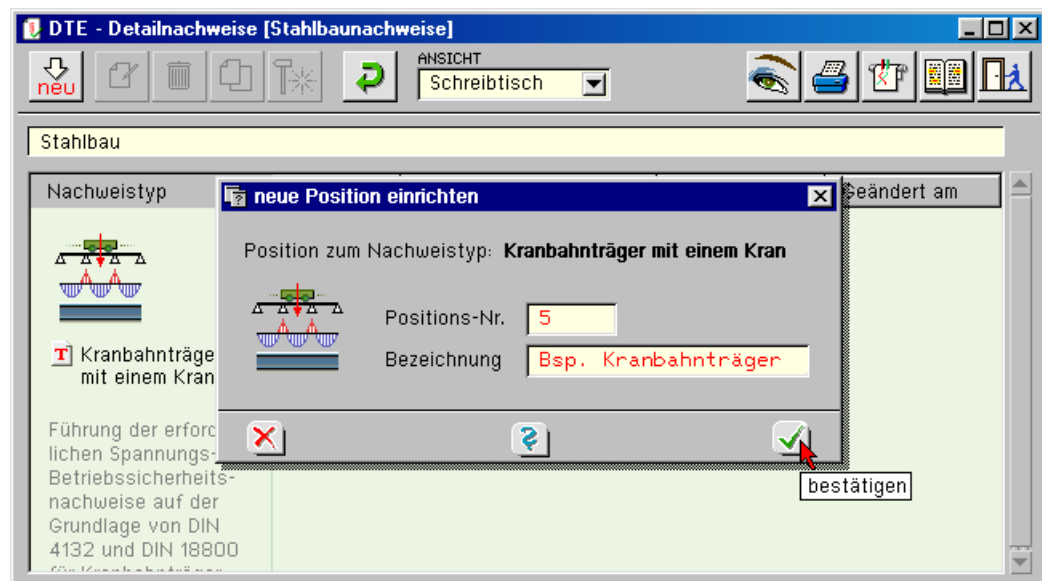 DTE - Detailnachweise [Stahlbaunachweise]
neu
ANSICHT
Schreibtisch
Stahlbau
Nachweistyp
Geändert am
neue Position einrichten
Position zum Nachweistyp: Kranbahnträger mit einem Kran
Positions-Nr. 5
Bezeichnung Bsp. Kranbahnträger
bestätigen
T Kranbahnträge
mit einem Kran
Führung der erford
lichen Spannungs-
Betriebssicherheits-
nachweise auf der
Grundlage von DIN
4132 und DIN 18800